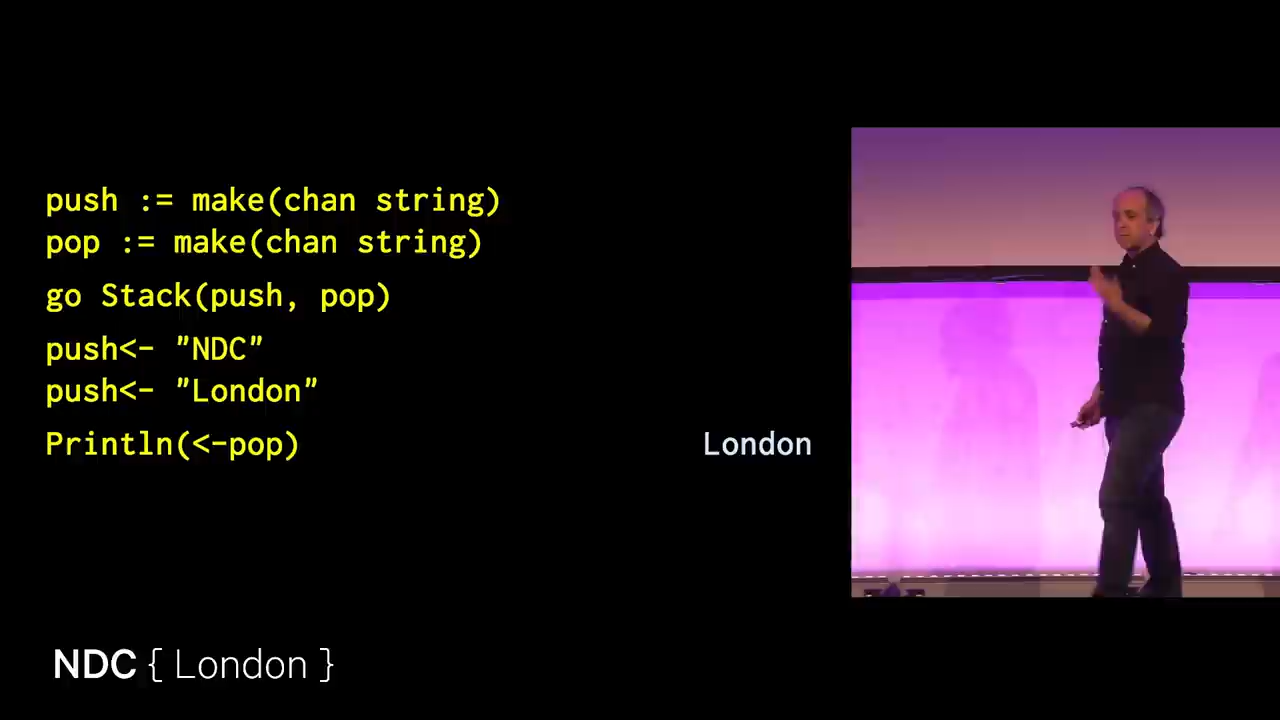 push := make(chan string)
pop := make(chan string)
go Stack(push, pop)
push<- "NDC"
push<- "London"
Println(<-pop)
London
NDC { London }